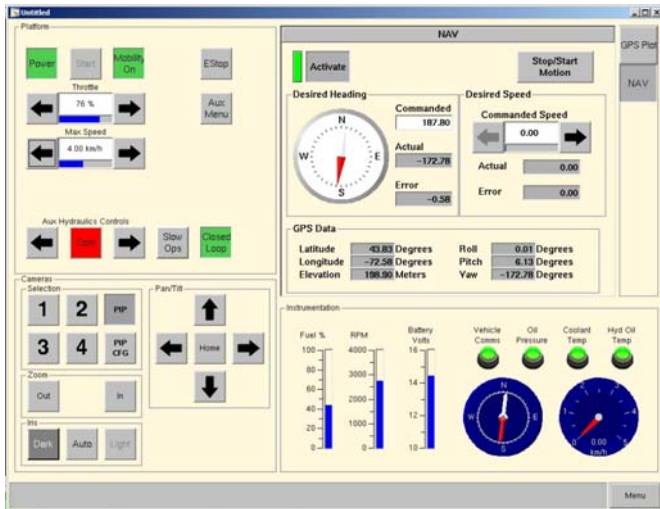 Untitled
Platform
Power
Start
Mobility
On
EStop
Throttle
76 %
Aux
Menu
Max Speed
4.00 km/h
Aux Hydraulics Controls
Slow
Ops
Closed
Loop
NAV
Activate
Stop/Start
Motion
Desired Heading
N
W
E
S
Commanded
187.80
Actual
-172.78
Error
-0.58
Desired Speed
Commanded Speed
0.00
Actual 0.00
Error 0.00
GPS Data
Latitude 43.83 Degrees Roll 0.01 Degrees
Longitude -72.58 Degrees Pitch 6.13 Degrees
Elevation 198.90 Meters Yaw -172.78 Degrees
GPS Plot
NAV
Cameras
Selection
1 2 PIP
3 4 PIP
CFG
Zoom
Out In
Iris
Dark Auto Light
Pan/Tilt
Home
Instrumentation
Fuel %
100
80
60
40
20
0
RPM
4000
3000
2000
1000
0
Battery
Volts
16
14
12
10
Vehicle
Comms
Oil
Pressure
Coolant
Temp
Hyd Oil
Temp
N
W
E
S
0 1 2 3 4 5
0.00
km/h
Menu